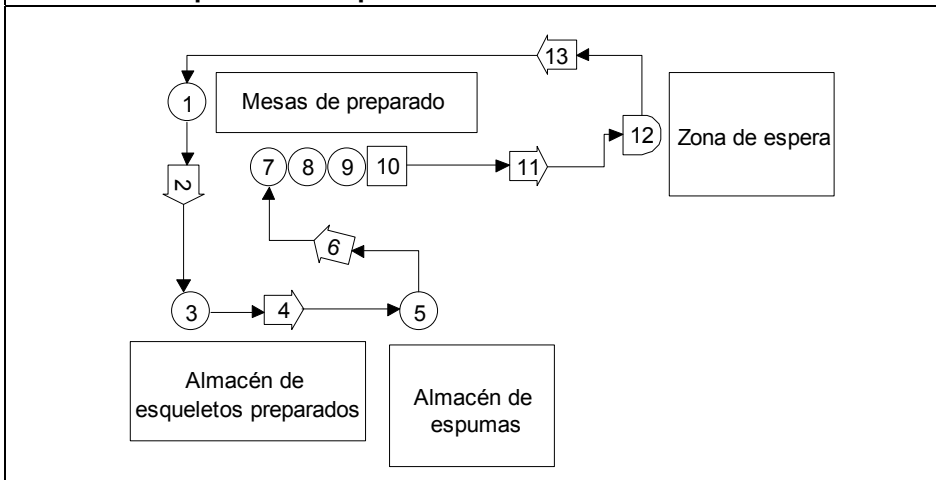 13
1
Mesas de preparado
12
Zona de espera
2
7 8 9 10
11
6
3
4
5
Almacén de
esqueletos preparados
Almacén de
espumas